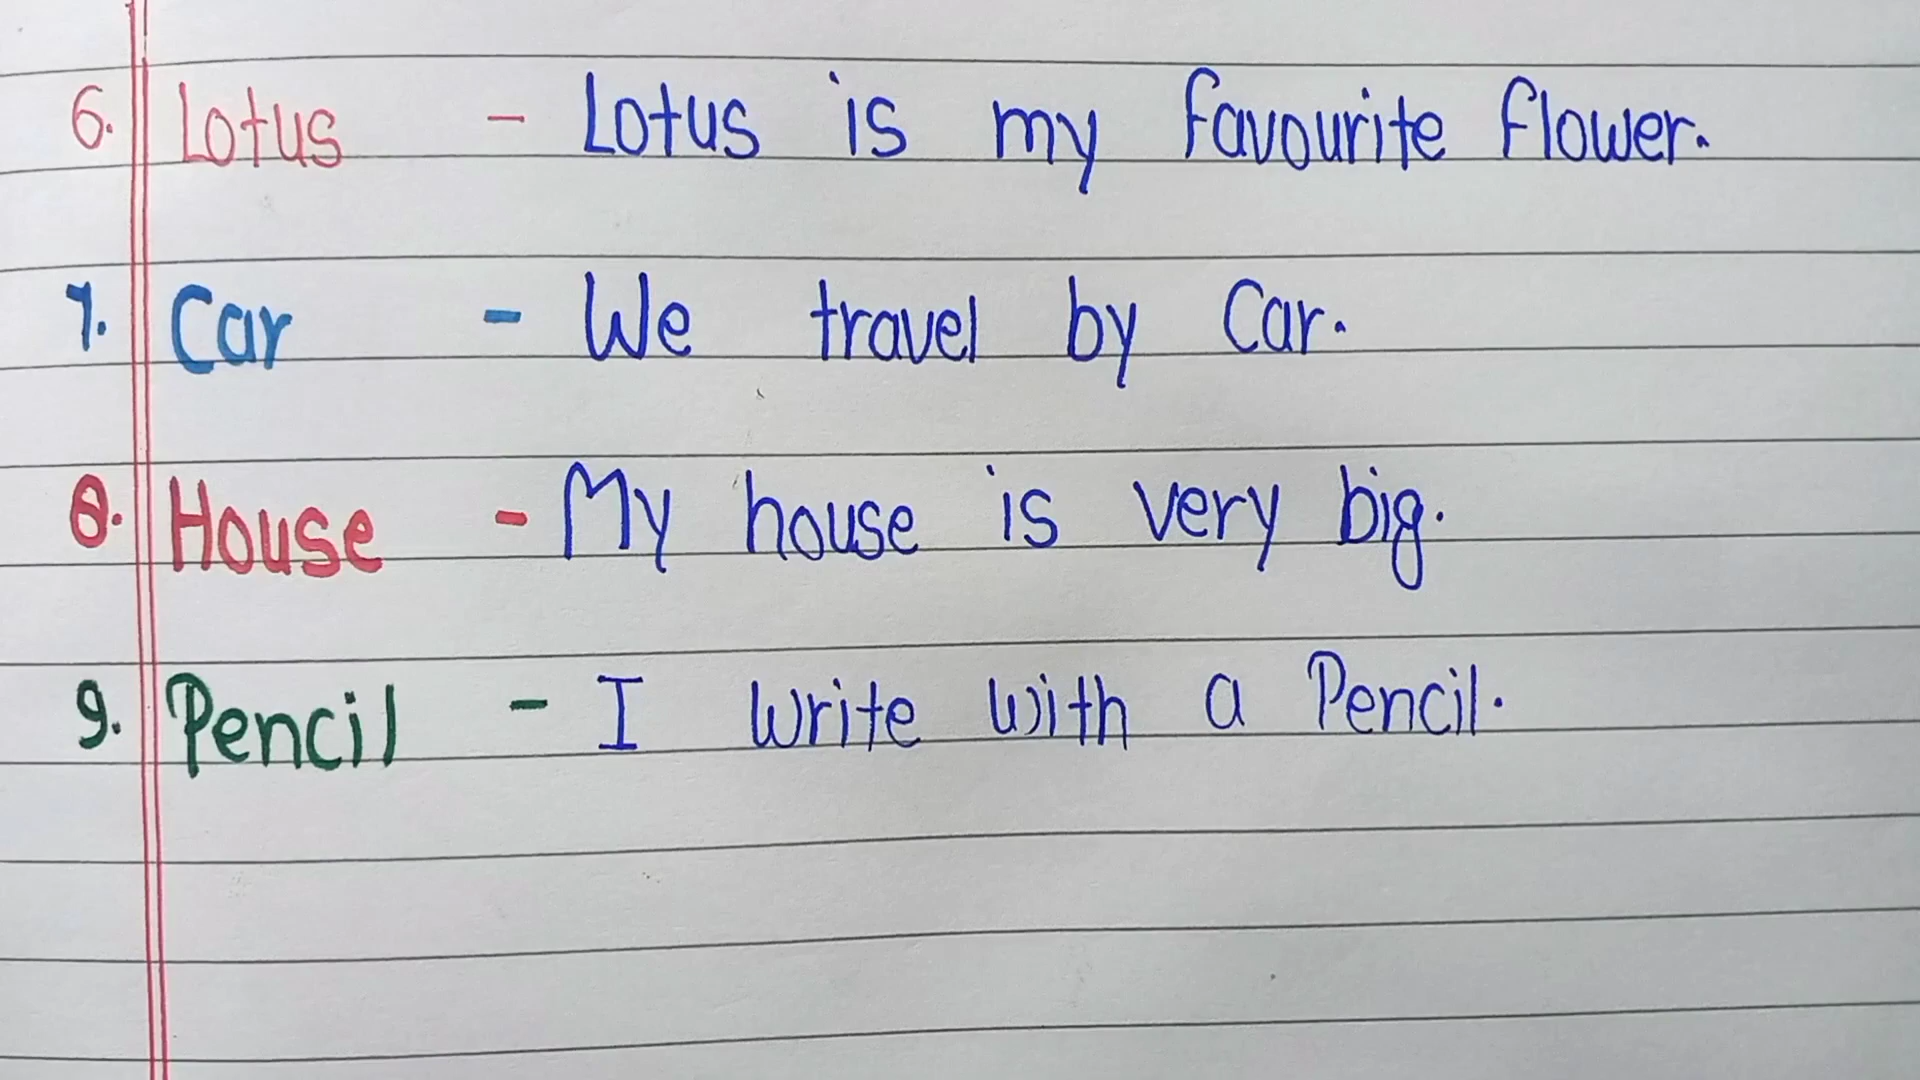 6. Lotus - Lotus is my favourite flower.
7. Car - We travel by Car.
8. House - My house is very big.
9. Pencil - I write with a Pencil.